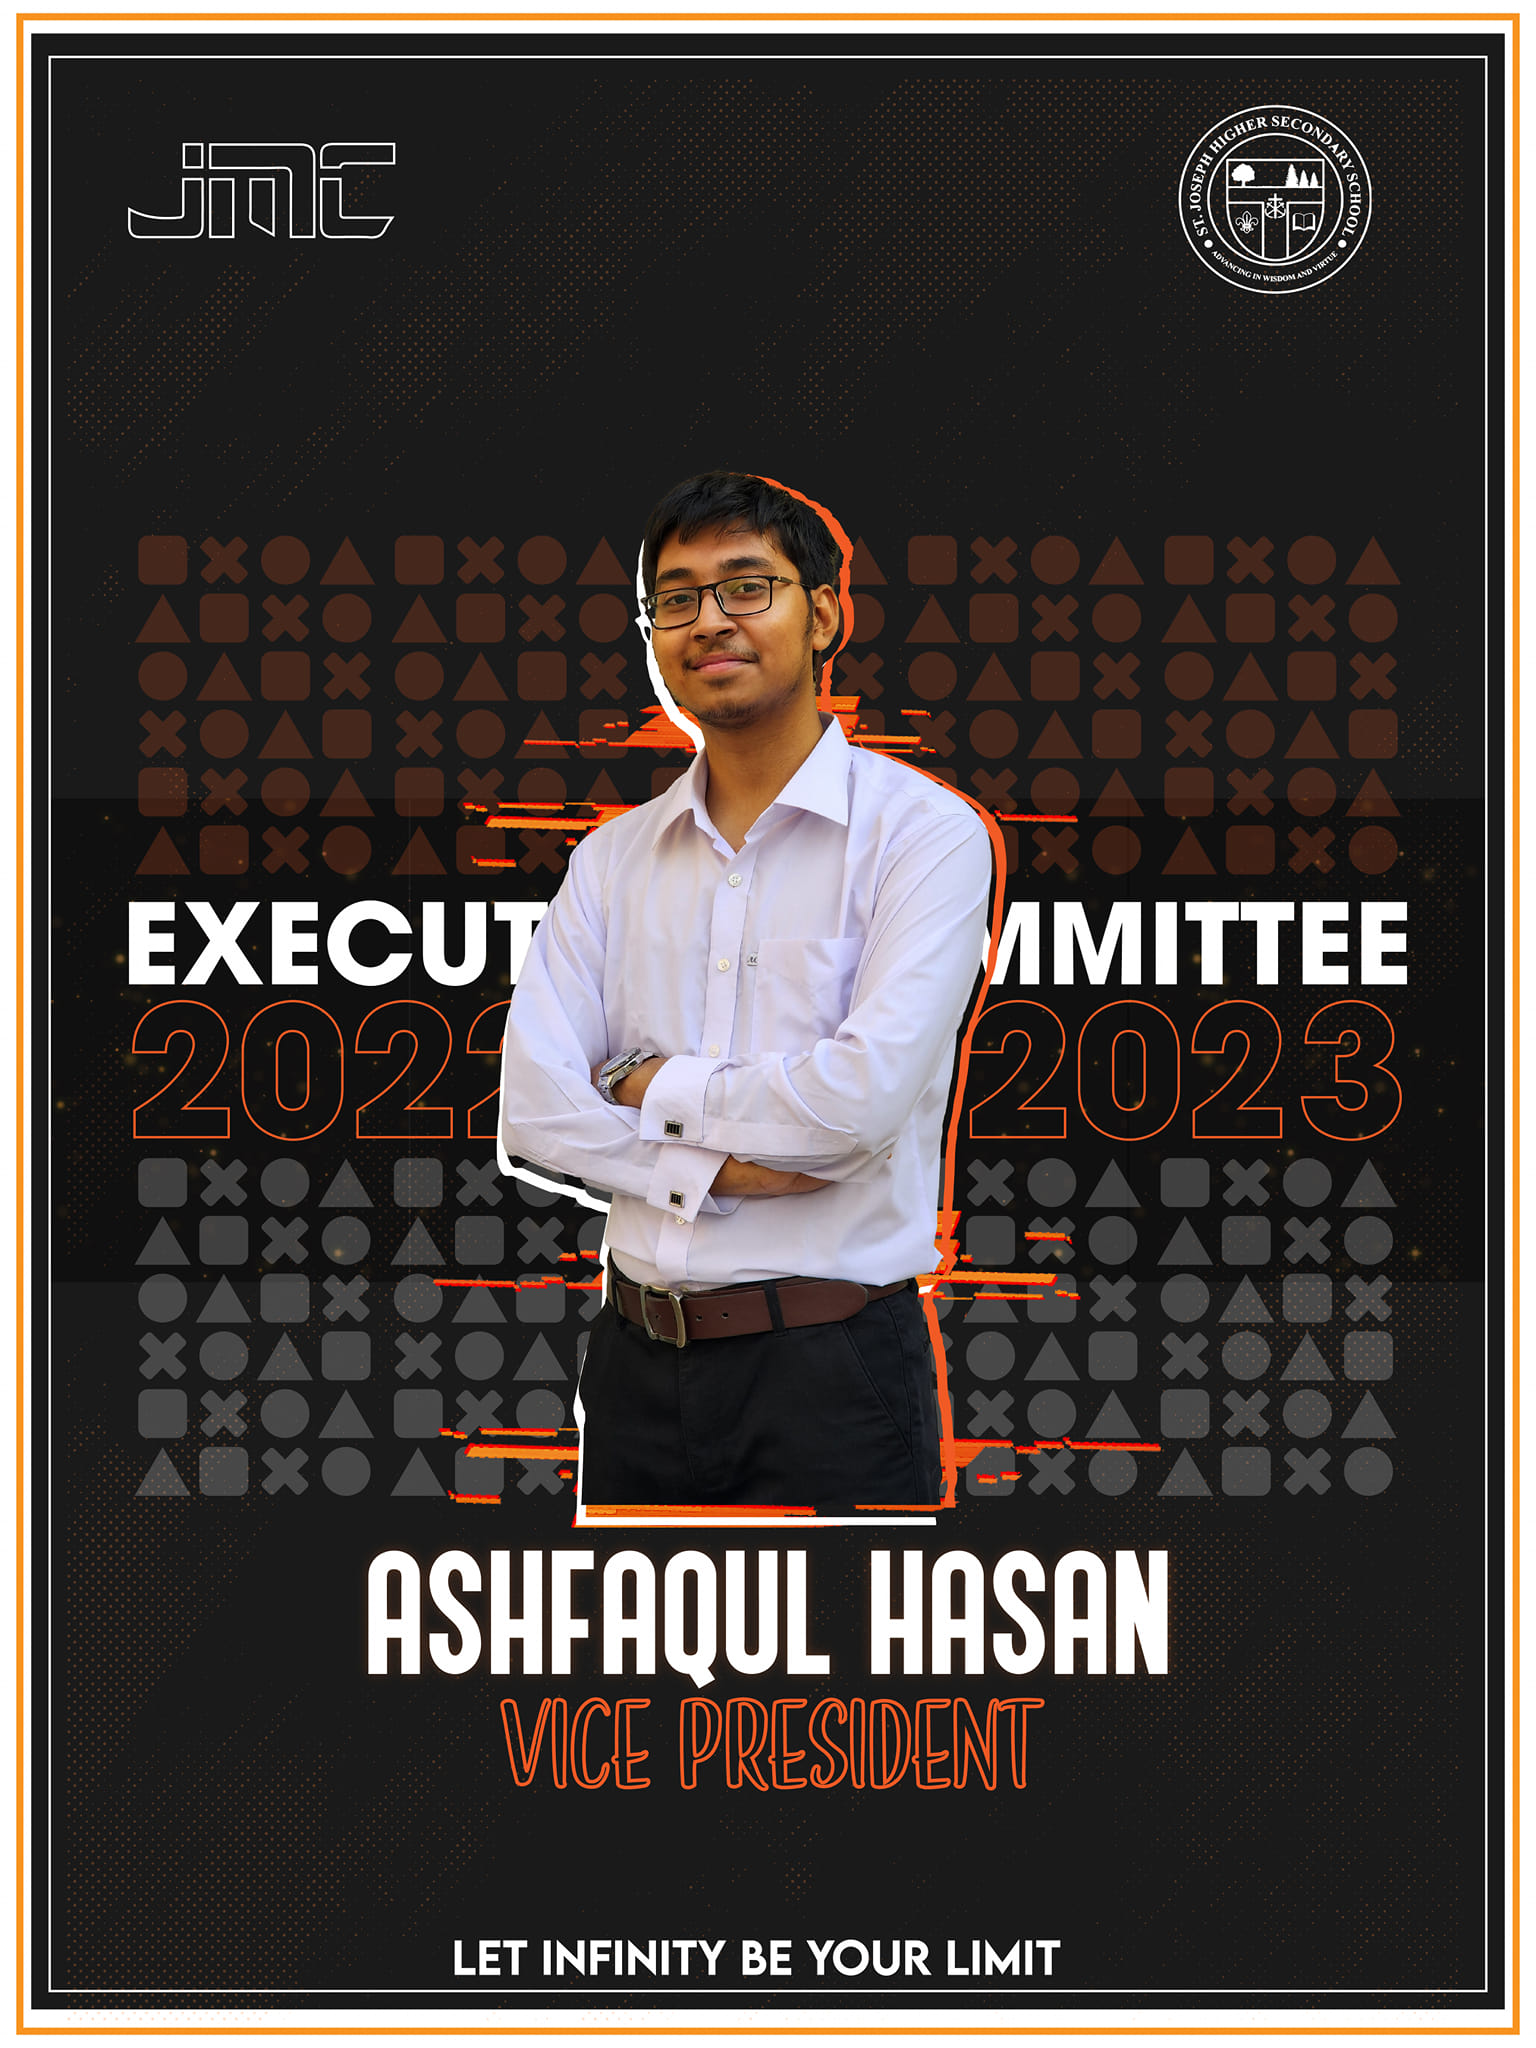 JMC
ST. JOSEPH HIGHER SECONDARY SCHOOL
ADVANCING IN WISDOM AND VIRTUE
EXECUT MMITTEE
2022 2023
ASHFAQUL HASAN
VICE PRESIDENT
LET INFINITY BE YOUR LIMIT